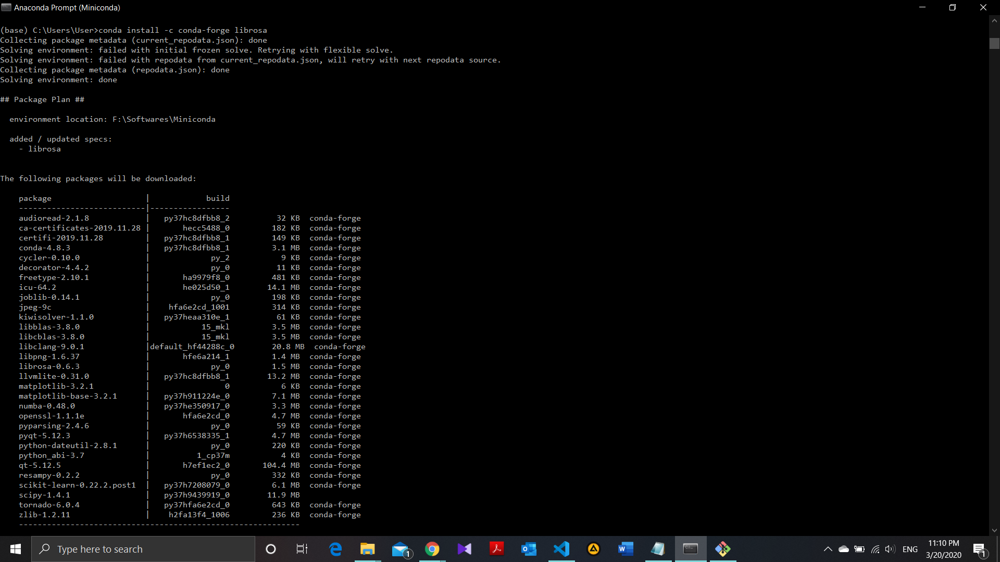 Anaconda Prompt (Miniconda)
(base) C:\Users\User>conda install -c conda-forge librosa
Collecting package metadata (current_repodata.json): done
Solving environment: failed with initial frozen solve. Retrying with flexible solve.
Solving environment: failed with repodata from current_repodata.json, will retry with next repodata source.
Collecting package metadata (repodata.json): done
Solving environment: done
## Package Plan ##
environment location: F:\Softwares\Miniconda
added / updated specs:
- librosa
The following packages will be downloaded:
package | build
---------------------------|-----------------
audioread-2.1.8 | py37hc8dfbb8_2 32 KB conda-forge
ca-certificates-2019.11.28 | hecc5488_0 182 KB conda-forge
certifi-2019.11.28 | py37hc8dfbb8_1 149 KB conda-forge
conda-4.8.3 | py37hc8dfbb8_1 3.1 MB conda-forge
cycler-0.10.0 | py_2 9 KB conda-forge
decorator-4.4.2 | py_0 11 KB conda-forge
freetype-2.10.1 | ha9979f8_0 481 KB conda-forge
icu-64.2 | he025d50_1 14.1 MB conda-forge
joblib-0.14.1 | py_0 198 KB conda-forge
jpeg-9c | hfa6e2cd_1001 314 KB conda-forge
kiwisolver-1.1.0 | py37heaa310e_1 61 KB conda-forge
libblas-3.8.0 | 15_mkl 3.5 MB conda-forge
libcblas-3.8.0 | 15_mkl 3.5 MB conda-forge
libclang-9.0.1 |default_hf44288c_0 20.8 MB conda-forge
libpng-1.6.37 | hfe6a214_1 1.4 MB conda-forge
librosa-0.6.3 | py_0 1.5 MB conda-forge
llvmlite-0.31.0 | py37hc8dfbb8_1 13.2 MB conda-forge
matplotlib-3.2.1 | 0 6 KB conda-forge
matplotlib-base-3.2.1 | py37h911224e_0 7.1 MB conda-forge
numba-0.48.0 | py37he350917_0 3.3 MB conda-forge
openssl-1.1.1e | hfa6e2cd_0 4.7 MB conda-forge
pyparsing-2.4.6 | py_0 59 KB conda-forge
pyqt-5.12.3 | py37h6538335_1 4.7 MB conda-forge
python-dateutil-2.8.1 | py_0 220 KB conda-forge
python_abi-3.7 | 1_cp37m 4 KB conda-forge
qt-5.12.5 | h7ef1ec2_0 104.4 MB conda-forge
resampy-0.2.2 | py_0 332 KB conda-forge
scikit-learn-0.22.2.post1 | py37h7208079_0 6.1 MB conda-forge
scipy-1.4.1 | py37h9439919_0 11.9 MB
tornado-6.0.4 | py37hfa6e2cd_0 643 KB conda-forge
zlib-1.2.11 | h2fa13f4_1006 236 KB conda-forge
------------------------------------------------------------
Type here to search
1
ENG
11:10 PM
3/20/2020
1